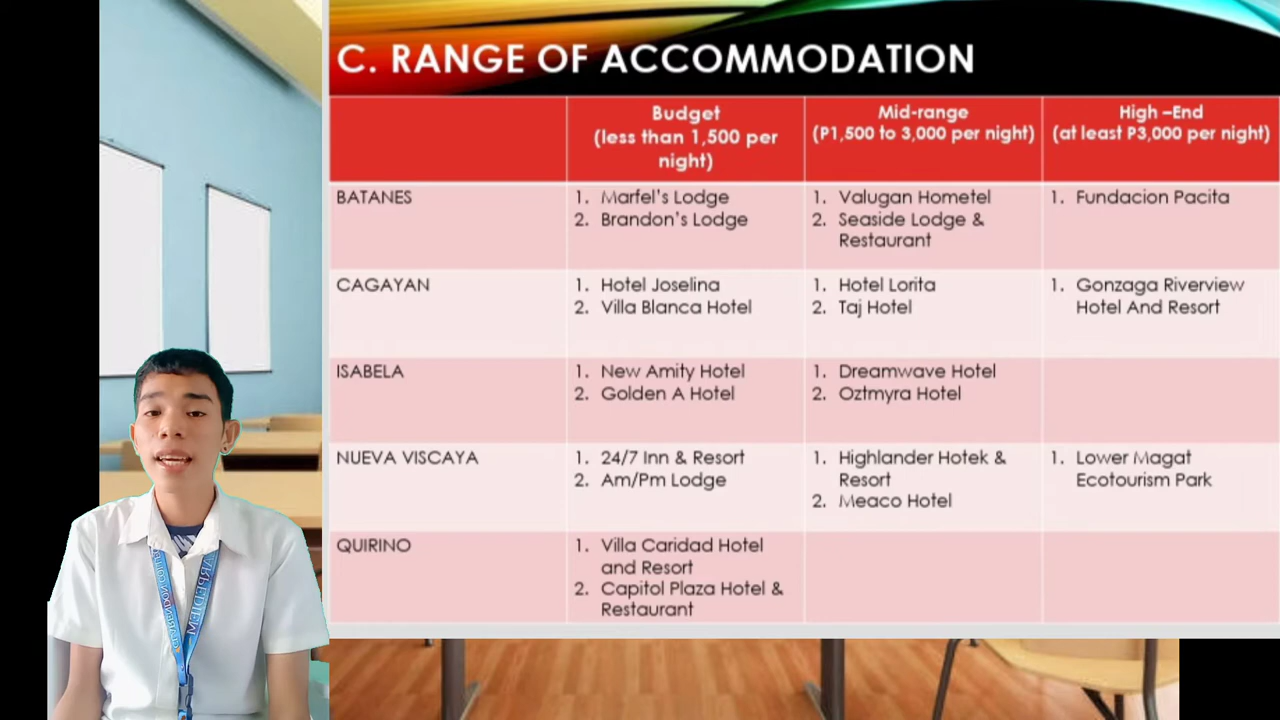 C. RANGE OF ACCOMMODATION
Budget
(less than 1,500 per
night)
Mid-range
(P1,500 to 3,000 per night)
High –End
(at least P3,000 per night)
BATANES
1. Marfel's Lodge
2. Brandon's Lodge
1. Valugan Hometel
2. Seaside Lodge &
Restaurant
1. Fundacion Pacita
CAGAYAN
1. Hotel Joselina
2. Villa Blanca Hotel
1. Hotel Lorita
2. Taj Hotel
1. Gonzaga Riverview
Hotel And Resort
ISABELA
1. New Amity Hotel
2. Golden A Hotel
1. Dreamwave Hotel
2. Oztmyra Hotel
NUEVA VISCAYA
1. 24/7 Inn & Resort
2. Am/Pm Lodge
1. Highlander Hotek &
Resort
2. Meaco Hotel
1. Lower Magat
Ecotourism Park
QUIRINO
1. Villa Caridad Hotel
and Resort
2. Capitol Plaza Hotel &
Restaurant